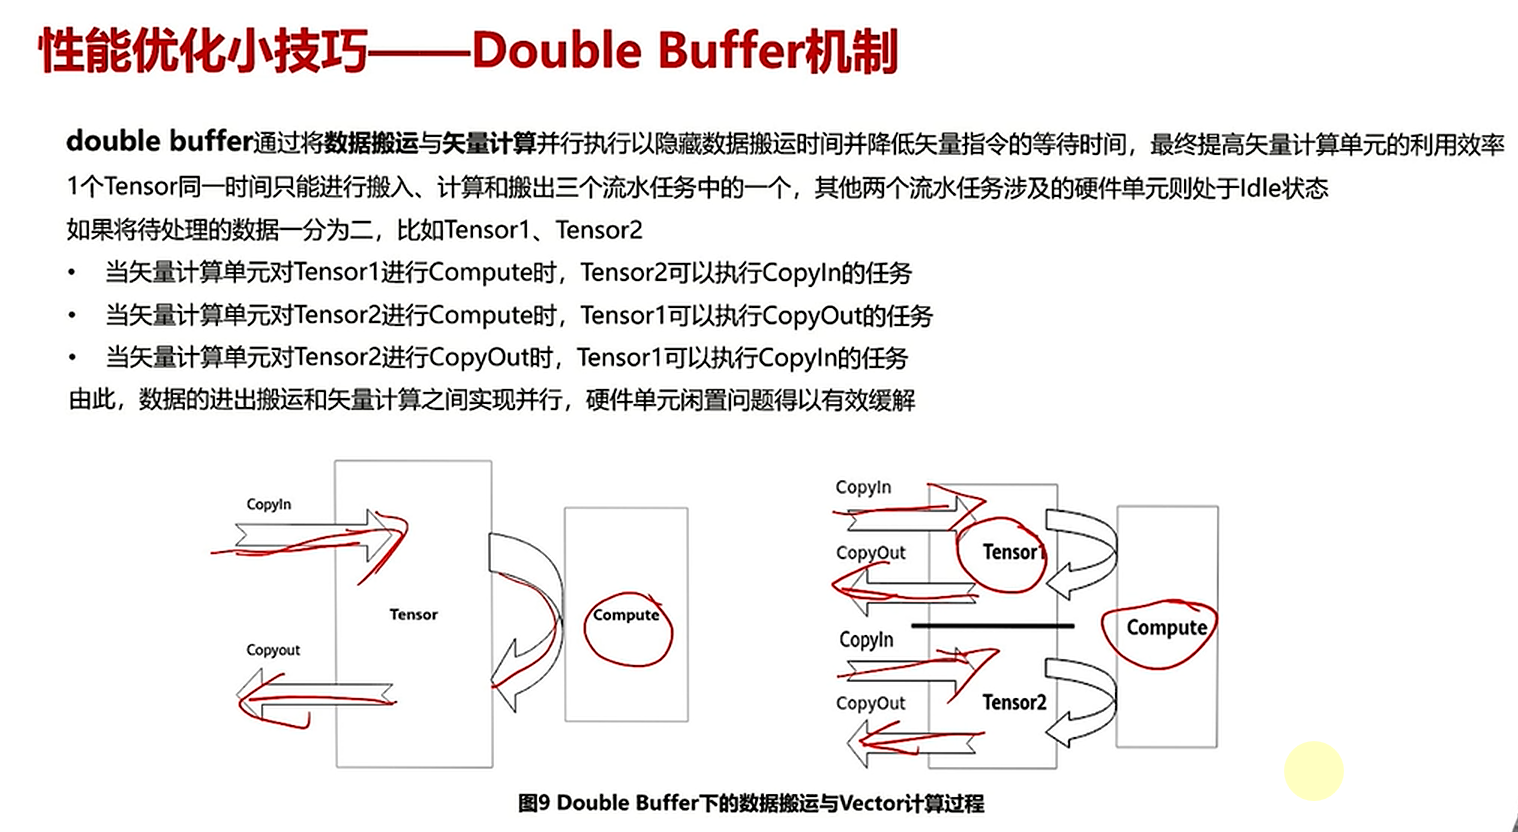 性能优化小技巧——Double Buffer机制
double buffer通过将数据搬运与矢量计算并行执行以隐藏数据搬运时间并降低矢量指令的等待时间，最终提高矢量计算单元的利用效率
1个Tensor同一时间只能进行搬入、计算和搬出三个流水任务中的一个，其他两个流水任务涉及的硬件单元则处于Idle状态
如果将待处理的数据一分为二，比如Tensor1、Tensor2
• 当矢量计算单元对Tensor1进行Compute时，Tensor2可以执行CopyIn的任务
• 当矢量计算单元对Tensor2进行Compute时，Tensor1可以执行CopyOut的任务
• 当矢量计算单元对Tensor2进行CopyOut时，Tensor1可以执行CopyIn的任务
由此，数据的进出搬运和矢量计算之间实现并行，硬件单元闲置问题得以有效缓解
CopyIn
Tensor
Compute
Copyout
CopyIn
CopyOut
Tensor1
Compute
CopyIn
CopyOut
Tensor2
图9 Double Buffer下的数据搬运与Vector计算过程